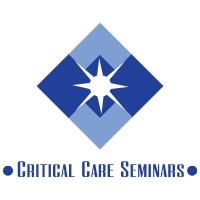 • CRITICAL CARE SEMINARS •